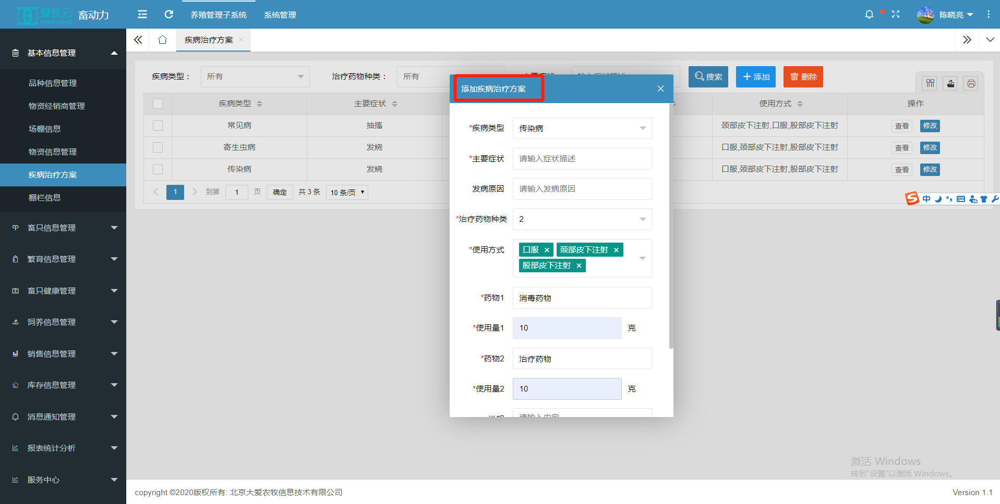 爱牧云
amorcloud
畜动力
养殖管理子系统
系统管理
陈晓亮
基本信息管理
品种信息管理
物资经销商管理
场棚信息
物资信息管理
疾病治疗方案
棚栏信息
畜只信息管理
繁育信息管理
畜只健康管理
饲养信息管理
销售信息管理
库存信息管理
消息通知管理
报表统计分析
服务中心
疾病治疗方案
疾病类型：
所有
治疗药物种类：
所有
搜索
添加
删除
疾病类型
主要症状
使用方式
操作
常见病
抽搐
颈部皮下注射,口服,股部皮下注射
查看
修改
寄生虫病
发烧
口服,颈部皮下注射,股部皮下注射
查看
修改
传染病
发烧
口服,颈部皮下注射,股部皮下注射
查看
修改
1
到第
1
页
确定
共 3 条
10 条/页
添加疾病治疗方案
*疾病类型
传染病
*主要症状
请输入症状描述
发病原因
请输入发病原因
*治疗药物种类
2
*使用方式
口服
颈部皮下注射
股部皮下注射
*药物1
消毒药物
*使用量1
10
克
*药物2
治疗药物
*使用量2
10
克
说明
请输入内容
中
激活 Windows
转到"设置"以激活 Windows。
copyright ©2020版权所有: 北京大爱农牧信息技术有限公司
Version 1.1